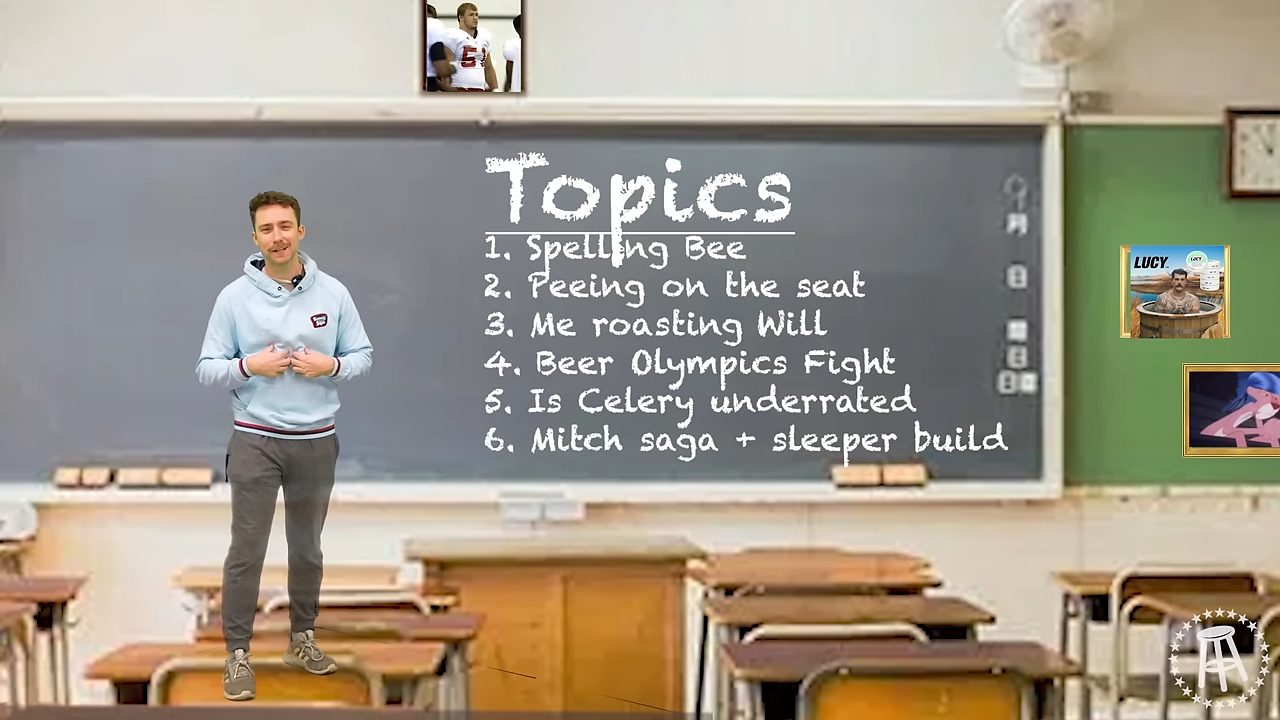 Topics
1. Spelling Bee
2. Peeing on the seat
3. Me roasting Will
4. Beer Olympics Fight
5. Is Celery underrated
6. Mitch saga + sleeper build
LUCY